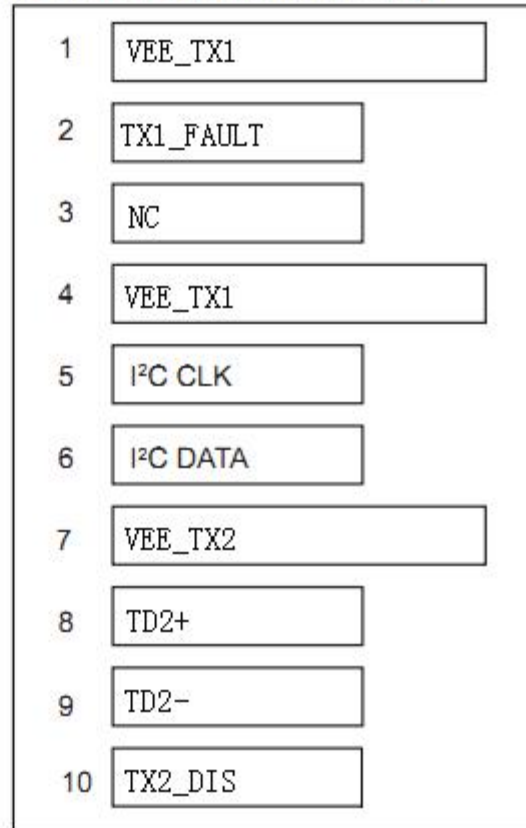 1 VEE_TX1
2 TX1_FAULT
3 NC
4 VEE_TX1
5 I²C CLK
6 I²C DATA
7 VEE_TX2
8 TD2+
9 TD2-
10 TX2_DIS